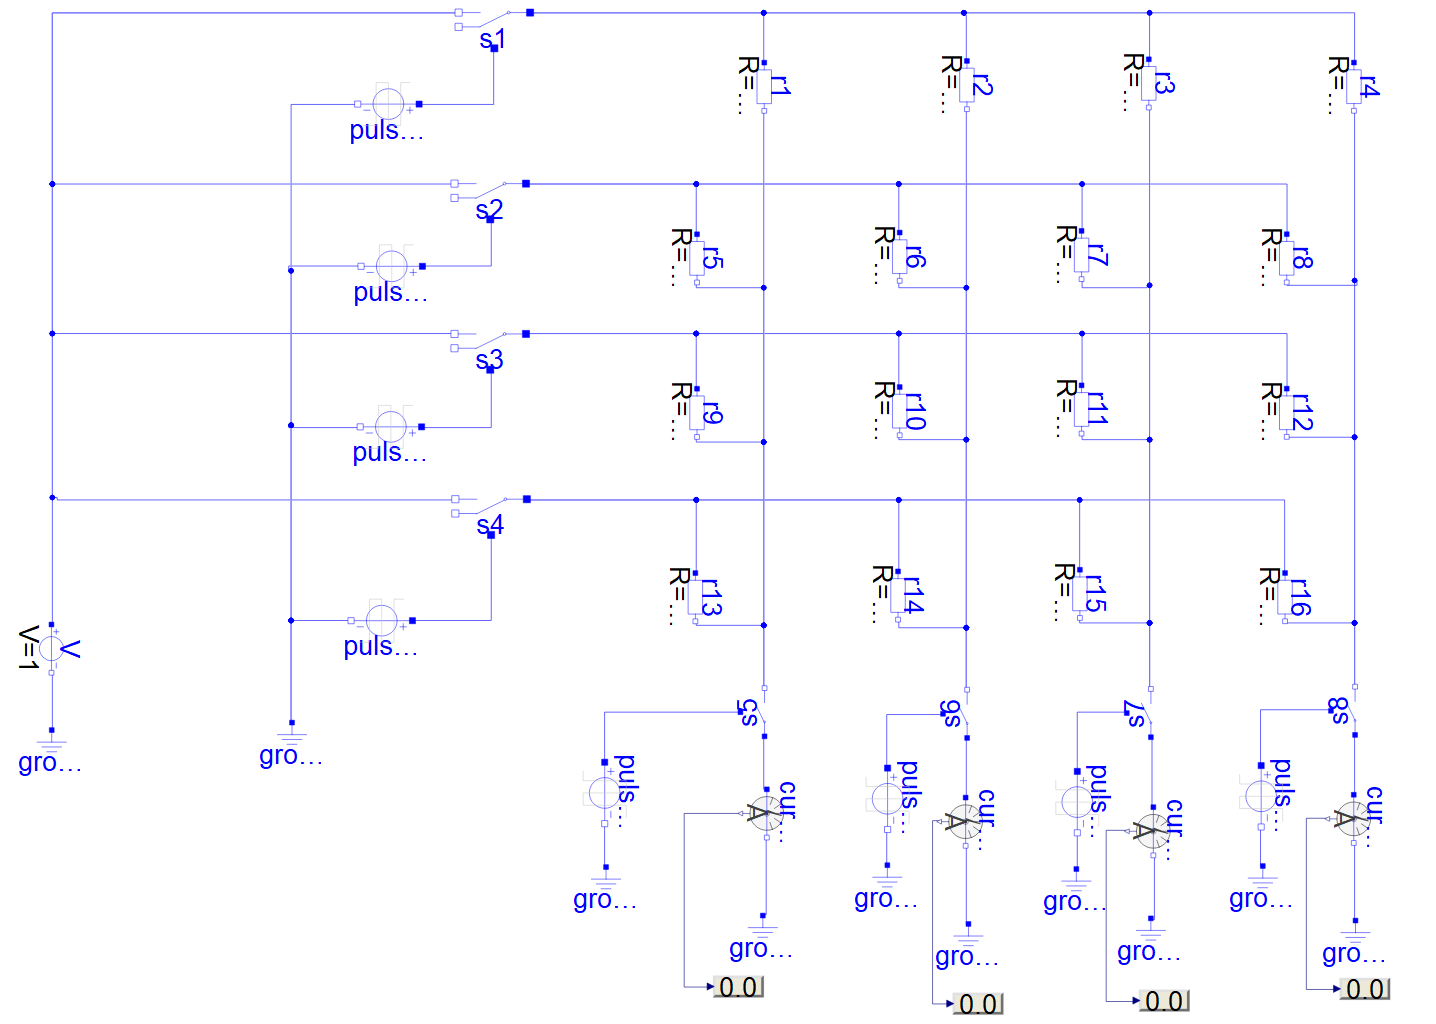 s1
puls...
R=...
r1
R=...
r2
R=...
r3
R=...
r4
s2
puls...
R=...
r5
R=...
r6
R=...
r7
R=...
r8
s3
puls...
R=...
r9
R=...
r10
R=...
r11
R=...
r12
s4
puls...
R=...
r13
R=...
r14
R=...
r15
R=...
r16
V=1
V
+
−
gro...
gro...
s5
puls...
cur...
gro...
gro...
0.0
s6
puls...
cur...
gro...
gro...
0.0
s7
puls...
cur...
gro...
gro...
0.0
s8
puls...
cur...
gro...
gro...
0.0
A
A
A
A